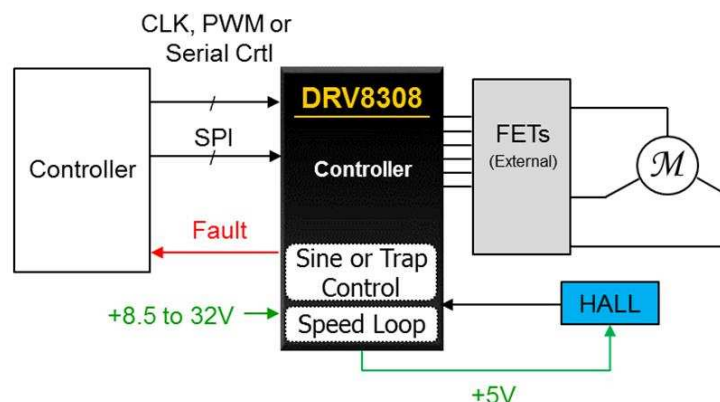 CLK, PWM or
Serial Crtl
DRV8308
SPI
FETs
(External)
M
Controller
Controller
Fault
Sine or Trap
Control
HALL
+8.5 to 32V
Speed Loop
+5V